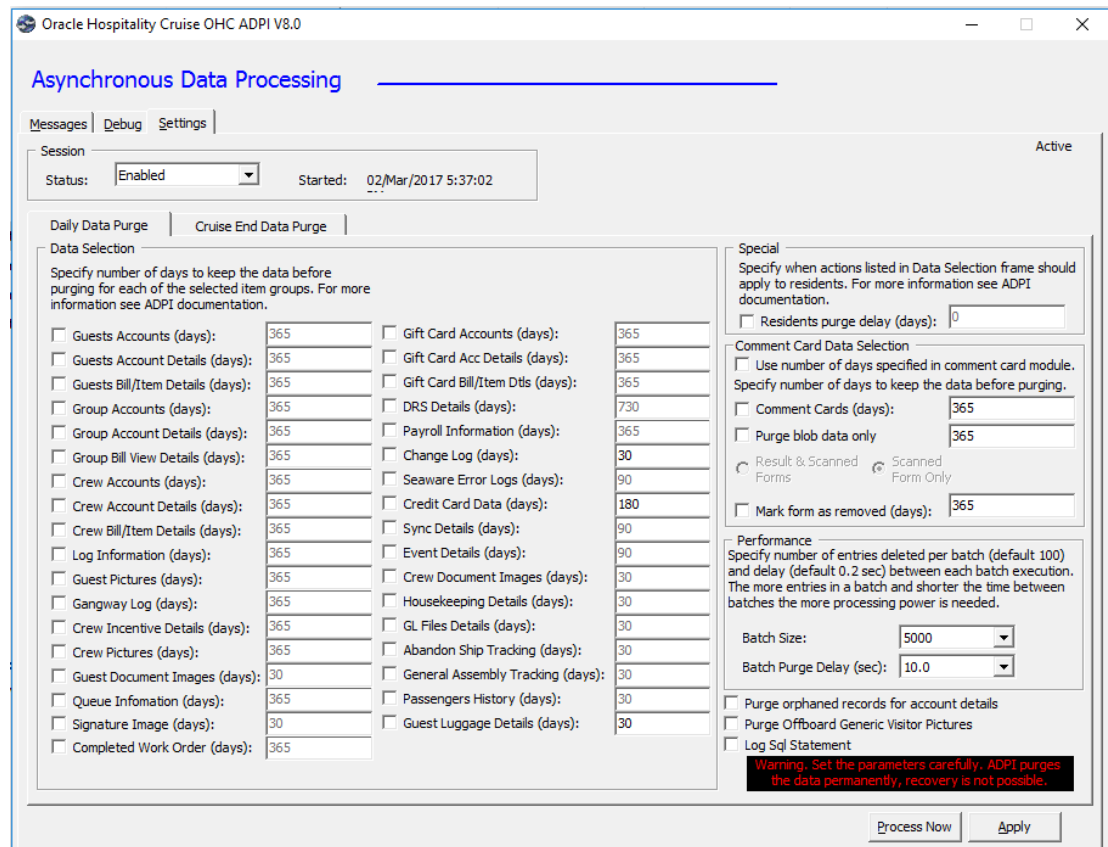 Oracle Hospitality Cruise OHC ADPI V8.0
Asynchronous Data Processing
Messages Debug Settings
Active
Session
Status: Enabled Started: 02/Mar/2017 5:37:02
Daily Data Purge Cruise End Data Purge
Data Selection
Specify number of days to keep the data before
purging for each of the selected item groups. For more
information see ADPI documentation.
Guests Accounts (days): 365
Guests Account Details (days): 365
Guests Bill/Item Details (days): 365
Group Accounts (days): 365
Group Account Details (days): 365
Group Bill View Details (days): 365
Crew Accounts (days): 365
Crew Account Details (days): 365
Crew Bill/Item Details (days): 365
Log Information (days): 365
Guest Pictures (days): 365
Gangway Log (days): 365
Crew Incentive Details (days): 365
Crew Pictures (days): 365
Guest Document Images (days): 30
Queue Infomation (days): 365
Signature Image (days): 30
Completed Work Order (days): 365
Gift Card Accounts (days): 365
Gift Card Acc Details (days): 365
Gift Card Bill/Item Dtls (days): 365
DRS Details (days): 730
Payroll Information (days): 365
Change Log (days): 30
Seaware Error Logs (days): 90
Credit Card Data (days): 180
Sync Details (days): 90
Event Details (days): 90
Crew Document Images (days): 30
Housekeeping Details (days): 30
GL Files Details (days): 30
Abandon Ship Tracking (days): 30
General Assembly Tracking (days): 30
Passengers History (days): 30
Guest Luggage Details (days): 30
Special
Specify when actions listed in Data Selection frame should
apply to residents. For more information see ADPI
documentation.
Residents purge delay (days): 0
Comment Card Data Selection
Use number of days specified in comment card module.
Specify number of days to keep the data before purging.
Comment Cards (days): 365
Purge blob data only 365
Result & Scanned Forms Scanned Form Only
Mark form as removed (days): 365
Performance
Specify number of entries deleted per batch (default 100)
and delay (default 0.2 sec) between each batch execution.
The more entries in a batch and shorter the time between
batches the more processing power is needed.
Batch Size: 5000
Batch Purge Delay (sec): 10.0
Purge orphaned records for account details
Purge Offboard Generic Visitor Pictures
Log Sql Statement
Warning. Set the parameters carefully. ADPI purges
the data permanently, recovery is not possible.
Process Now Apply